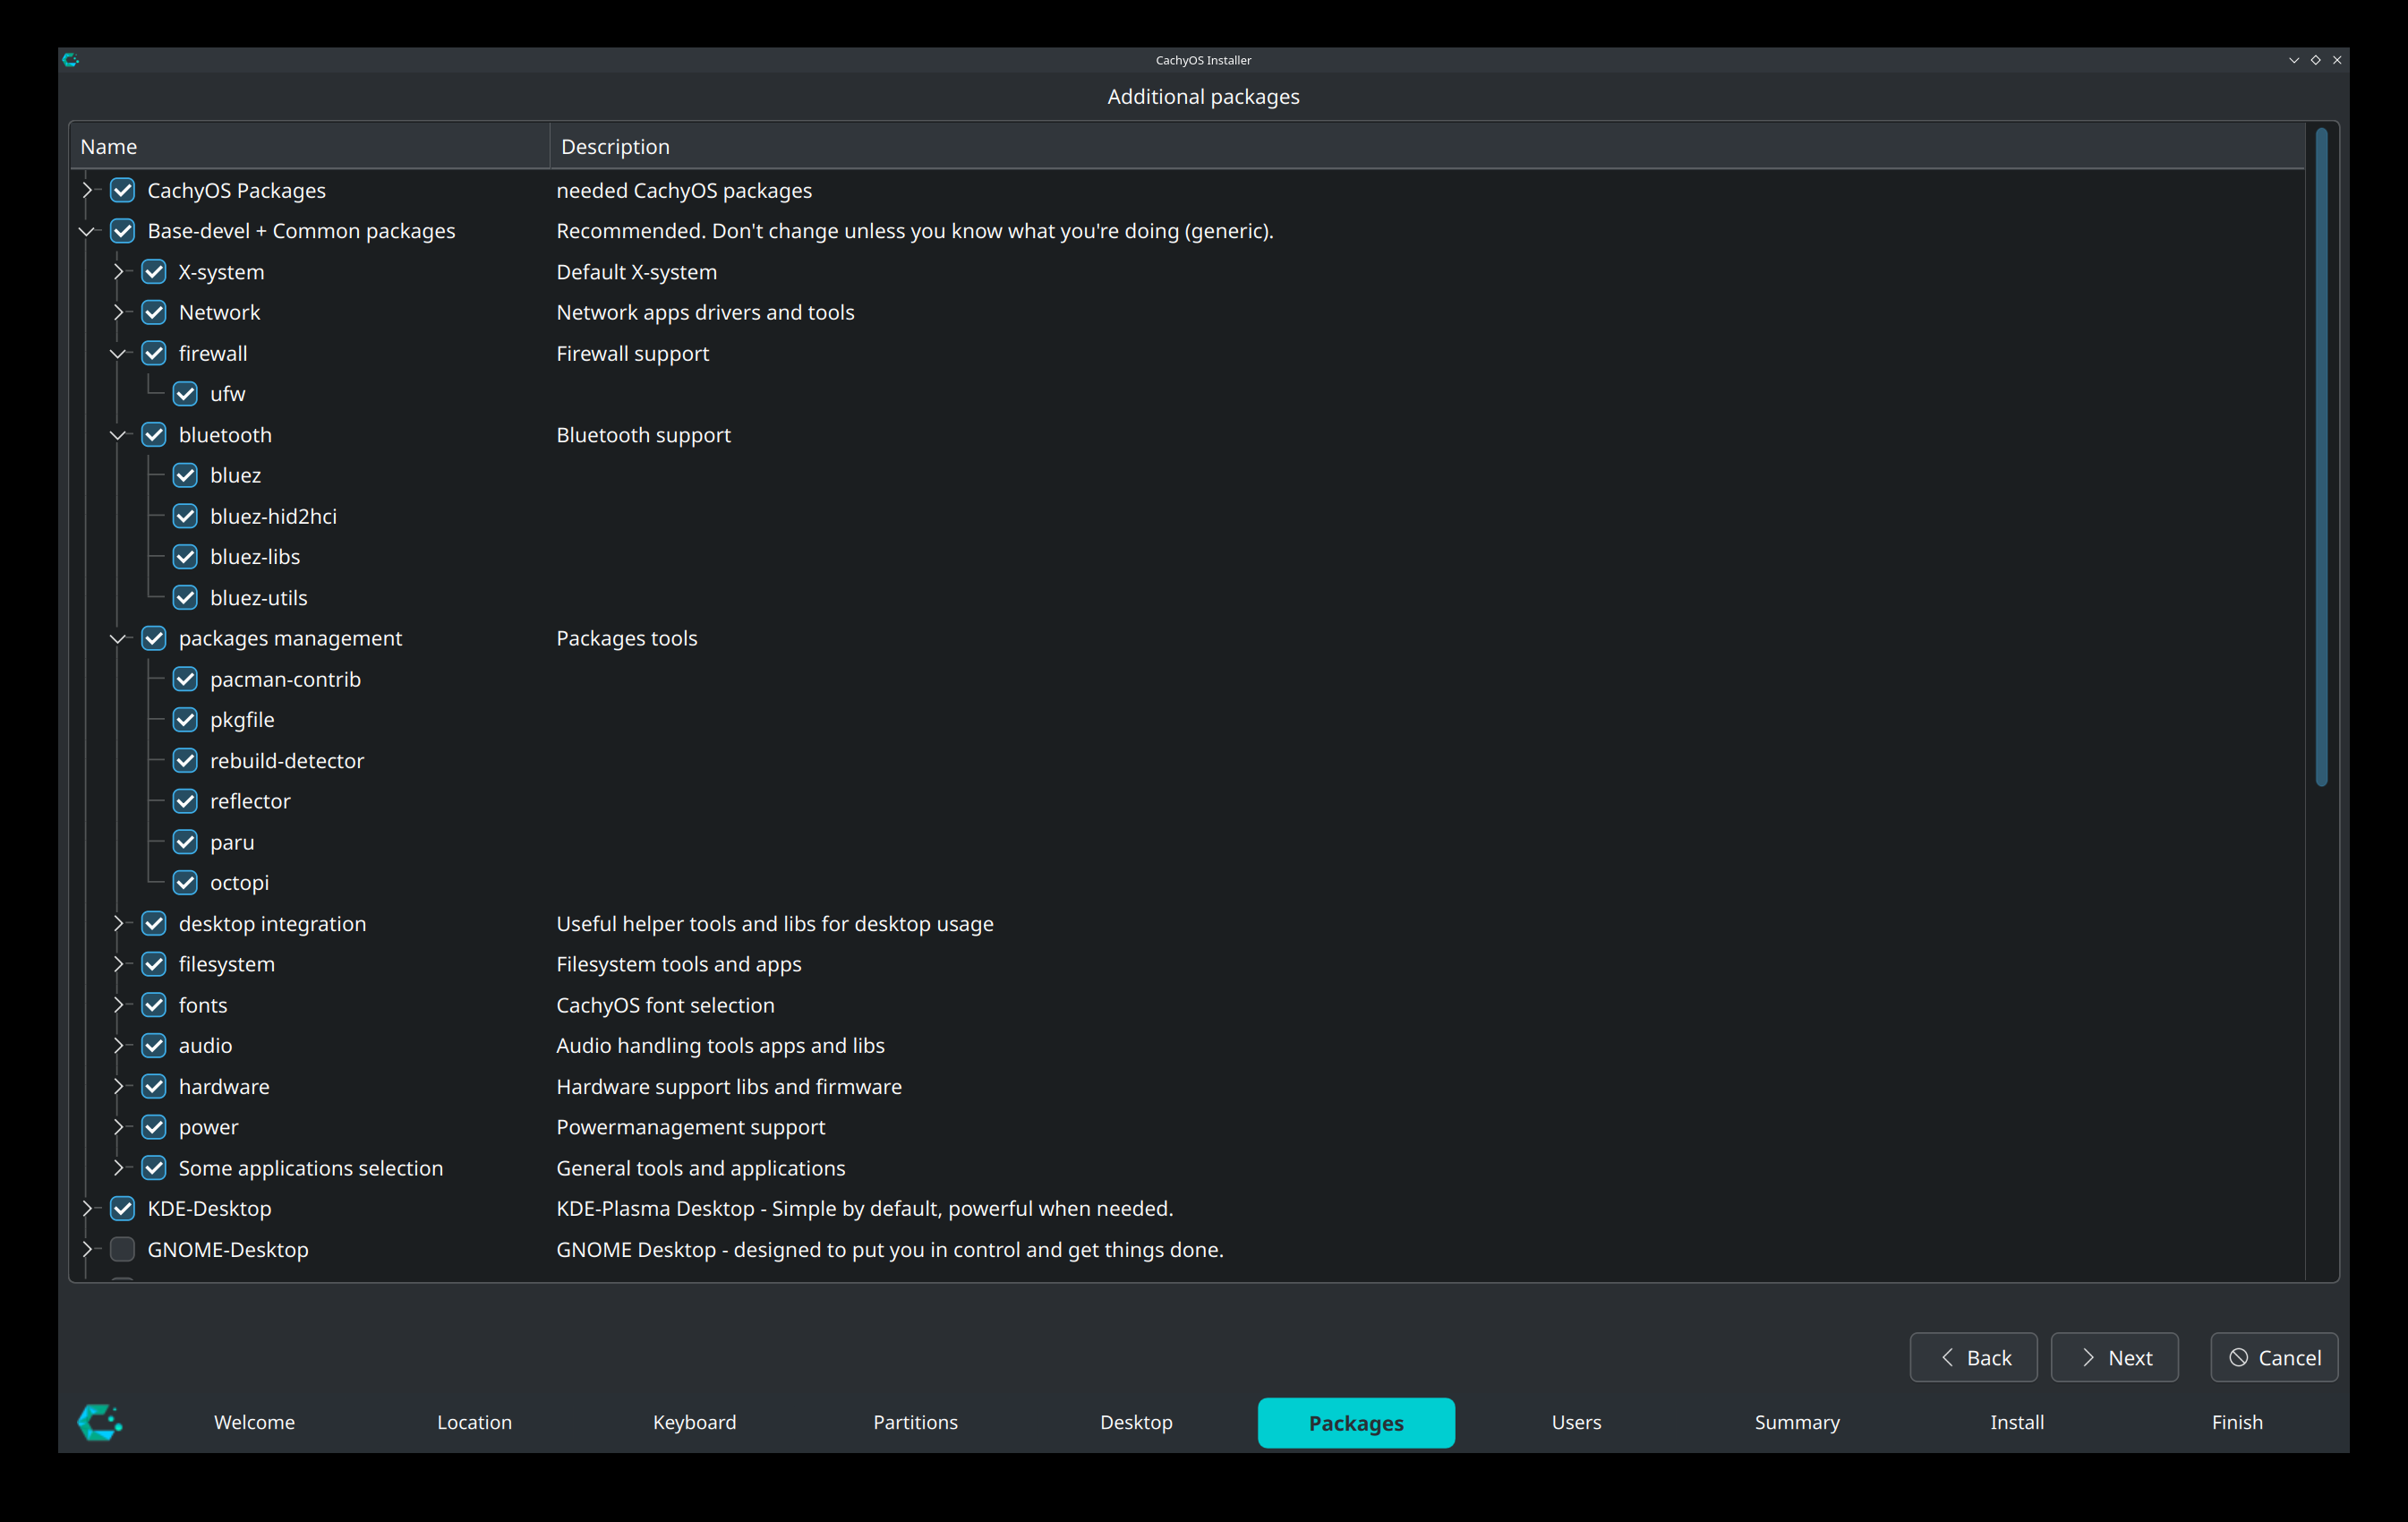 CachyOS Installer
Additional packages
Name Description
CachyOS Packages needed CachyOS packages
Base-devel + Common packages Recommended. Don't change unless you know what you're doing (generic).
X-system Default X-system
Network Network apps drivers and tools
firewall Firewall support
ufw
bluetooth Bluetooth support
bluez
bluez-hid2hci
bluez-libs
bluez-utils
packages management Packages tools
pacman-contrib
pkgfile
rebuild-detector
reflector
paru
octopi
desktop integration Useful helper tools and libs for desktop usage
filesystem Filesystem tools and apps
fonts CachyOS font selection
audio Audio handling tools apps and libs
hardware Hardware support libs and firmware
power Powermanagement support
Some applications selection General tools and applications
KDE-Desktop KDE-Plasma Desktop - Simple by default, powerful when needed.
GNOME-Desktop GNOME Desktop - designed to put you in control and get things done.
Back Next Cancel
Welcome Location Keyboard Partitions Desktop Packages Users Summary Install Finish